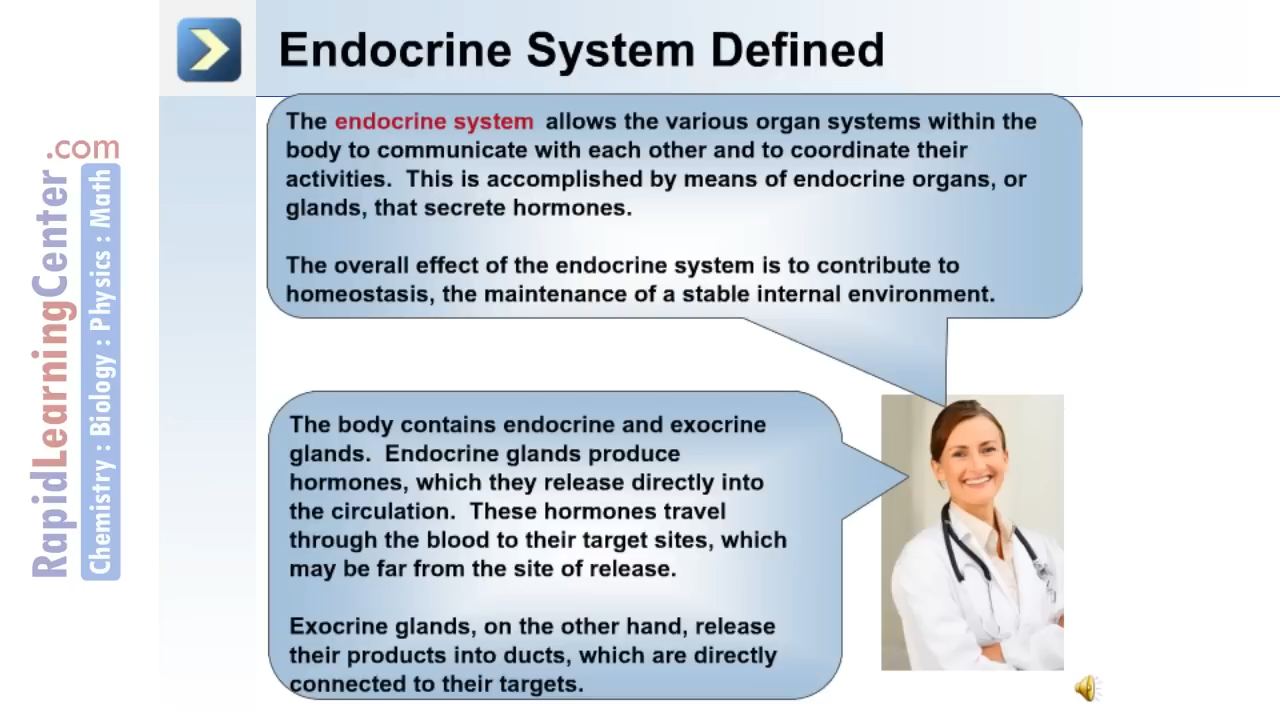 Endocrine System Defined
The endocrine system allows the various organ systems within the
body to communicate with each other and to coordinate their
activities. This is accomplished by means of endocrine organs, or
glands, that secrete hormones.
The overall effect of the endocrine system is to contribute to
homeostasis, the maintenance of a stable internal environment.
The body contains endocrine and exocrine
glands. Endocrine glands produce
hormones, which they release directly into
the circulation. These hormones travel
through the blood to their target sites, which
may be far from the site of release.
Exocrine glands, on the other hand, release
their products into ducts, which are directly
connected to their targets.
RapidLearningCenter.com
Chemistry : Biology : Physics : Math